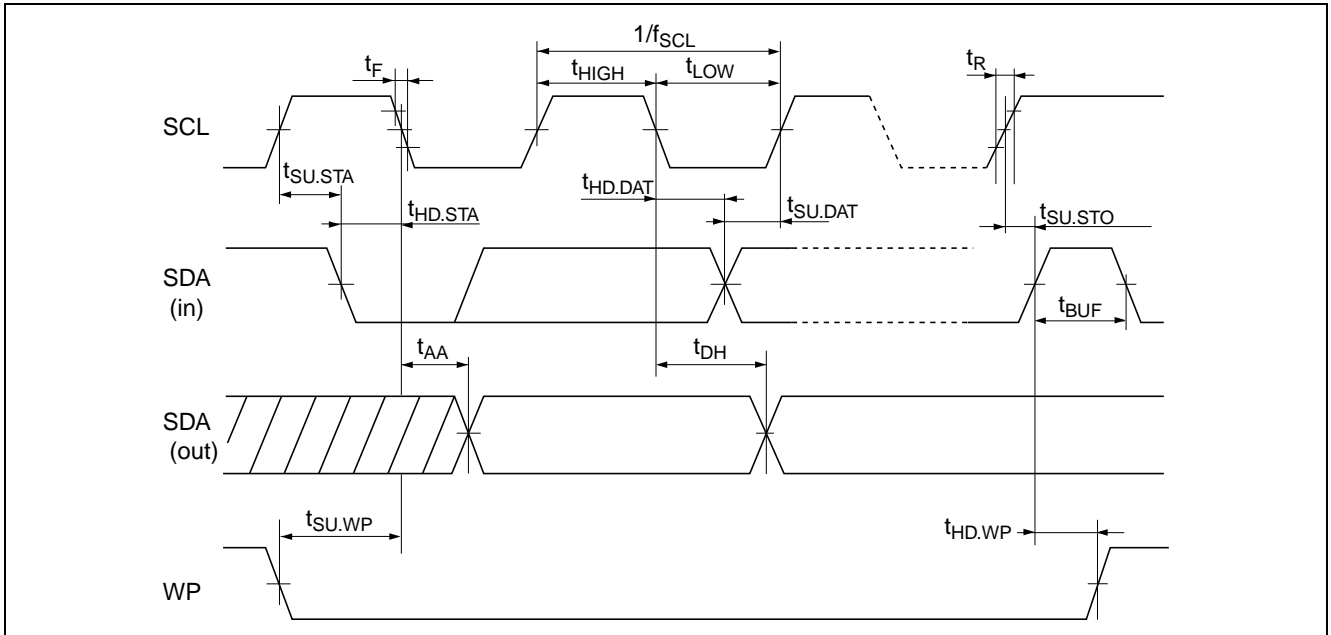 1/fSCL
tF
tHIGH
tLOW
tR
SCL
tSU.STA
tHD.STA
tHD.DAT
tSU.DAT
tSU.STO
SDA
(in)
tBUF
tAA
tDH
SDA
(out)
tSU.WP
tHD.WP
WP